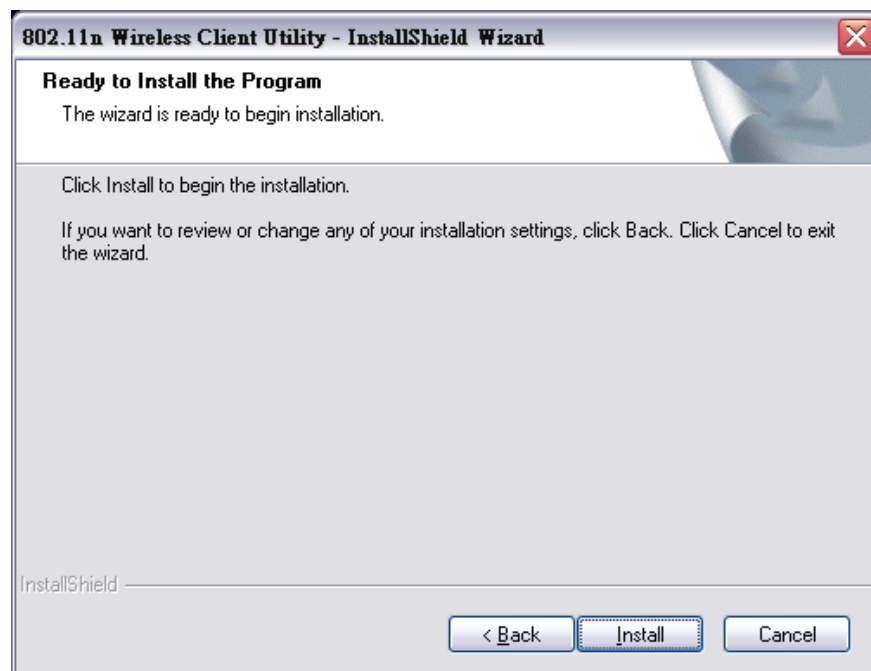 802.11n Wireless Client Utility - InstallShield Wizard
Ready to Install the Program
The wizard is ready to begin installation.
Click Install to begin the installation.
If you want to review or change any of your installation settings, click Back. Click Cancel to exit
the wizard.
InstallShield
< Back
Install
Cancel